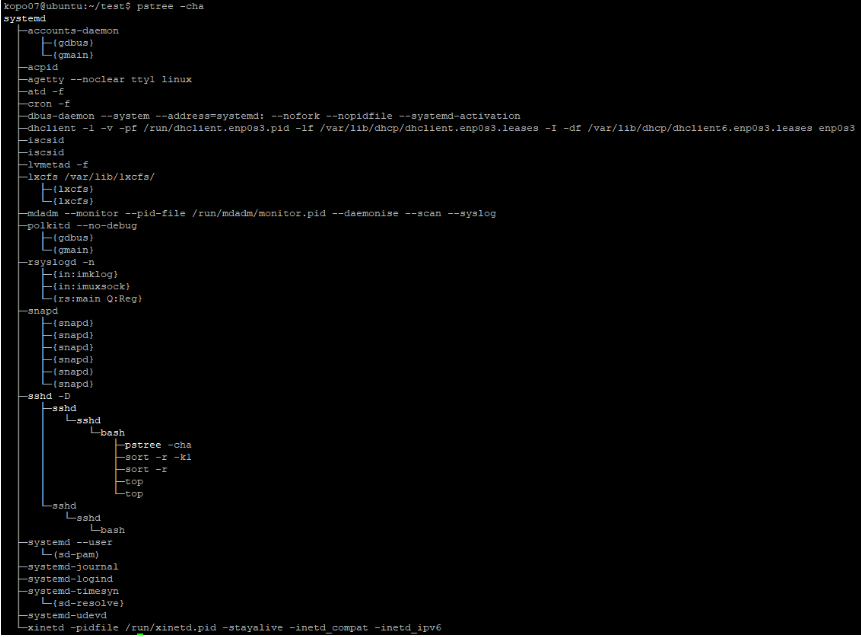 kopo07@ubuntu:~/test$ pstree -cha
systemd
  ├─accounts-daemon
  │   ├─{gdbus}
  │   └─{gmain}
  ├─acpid
  ├─agetty --noclear tty1 linux
  ├─atd -f
  ├─cron -f
  ├─dbus-daemon --system --address=systemd: --nofork --nopidfile --systemd-activation
  ├─dhclient -1 -v -pf /run/dhclient.enp0s3.pid -lf /var/lib/dhcp/dhclient.enp0s3.leases -I -df /var/lib/dhcp/dhclient6.enp0s3.leases enp0s3
  ├─iscsid
  ├─iscsid
  ├─lvmetad -f
  ├─lxcfs /var/lib/lxcfs/
  │   ├─{lxcfs}
  │   └─{lxcfs}
  ├─mdadm --monitor --pid-file /run/mdadm/monitor.pid --daemonise --scan --syslog
  ├─polkitd --no-debug
  │   ├─{gdbus}
  │   └─{gmain}
  ├─rsyslogd -n
  │   ├─{in:imklog}
  │   ├─{in:imuxsock}
  │   └─{rs:main Q:Reg}
  ├─snapd
  │   ├─{snapd}
  │   ├─{snapd}
  │   ├─{snapd}
  │   ├─{snapd}
  │   ├─{snapd}
  │   └─{snapd}
  ├─sshd -D
  │   ├─sshd
  │   │   └─sshd
  │   │       └─bash
  │   │           ├─pstree -cha
  │   │           ├─sort -r -k1
  │   │           ├─sort -r
  │   │           ├─top
  │   │           └─top
  │   └─sshd
  │       └─sshd
  │           └─bash
  ├─systemd --user
  │   └─(sd-pam)
  ├─systemd-journal
  ├─systemd-logind
  ├─systemd-timesyn
  │   └─{sd-resolve}
  ├─systemd-udevd
  └─xinetd -pidfile /run/xinetd.pid -stayalive -inetd_compat -inetd_ipv6